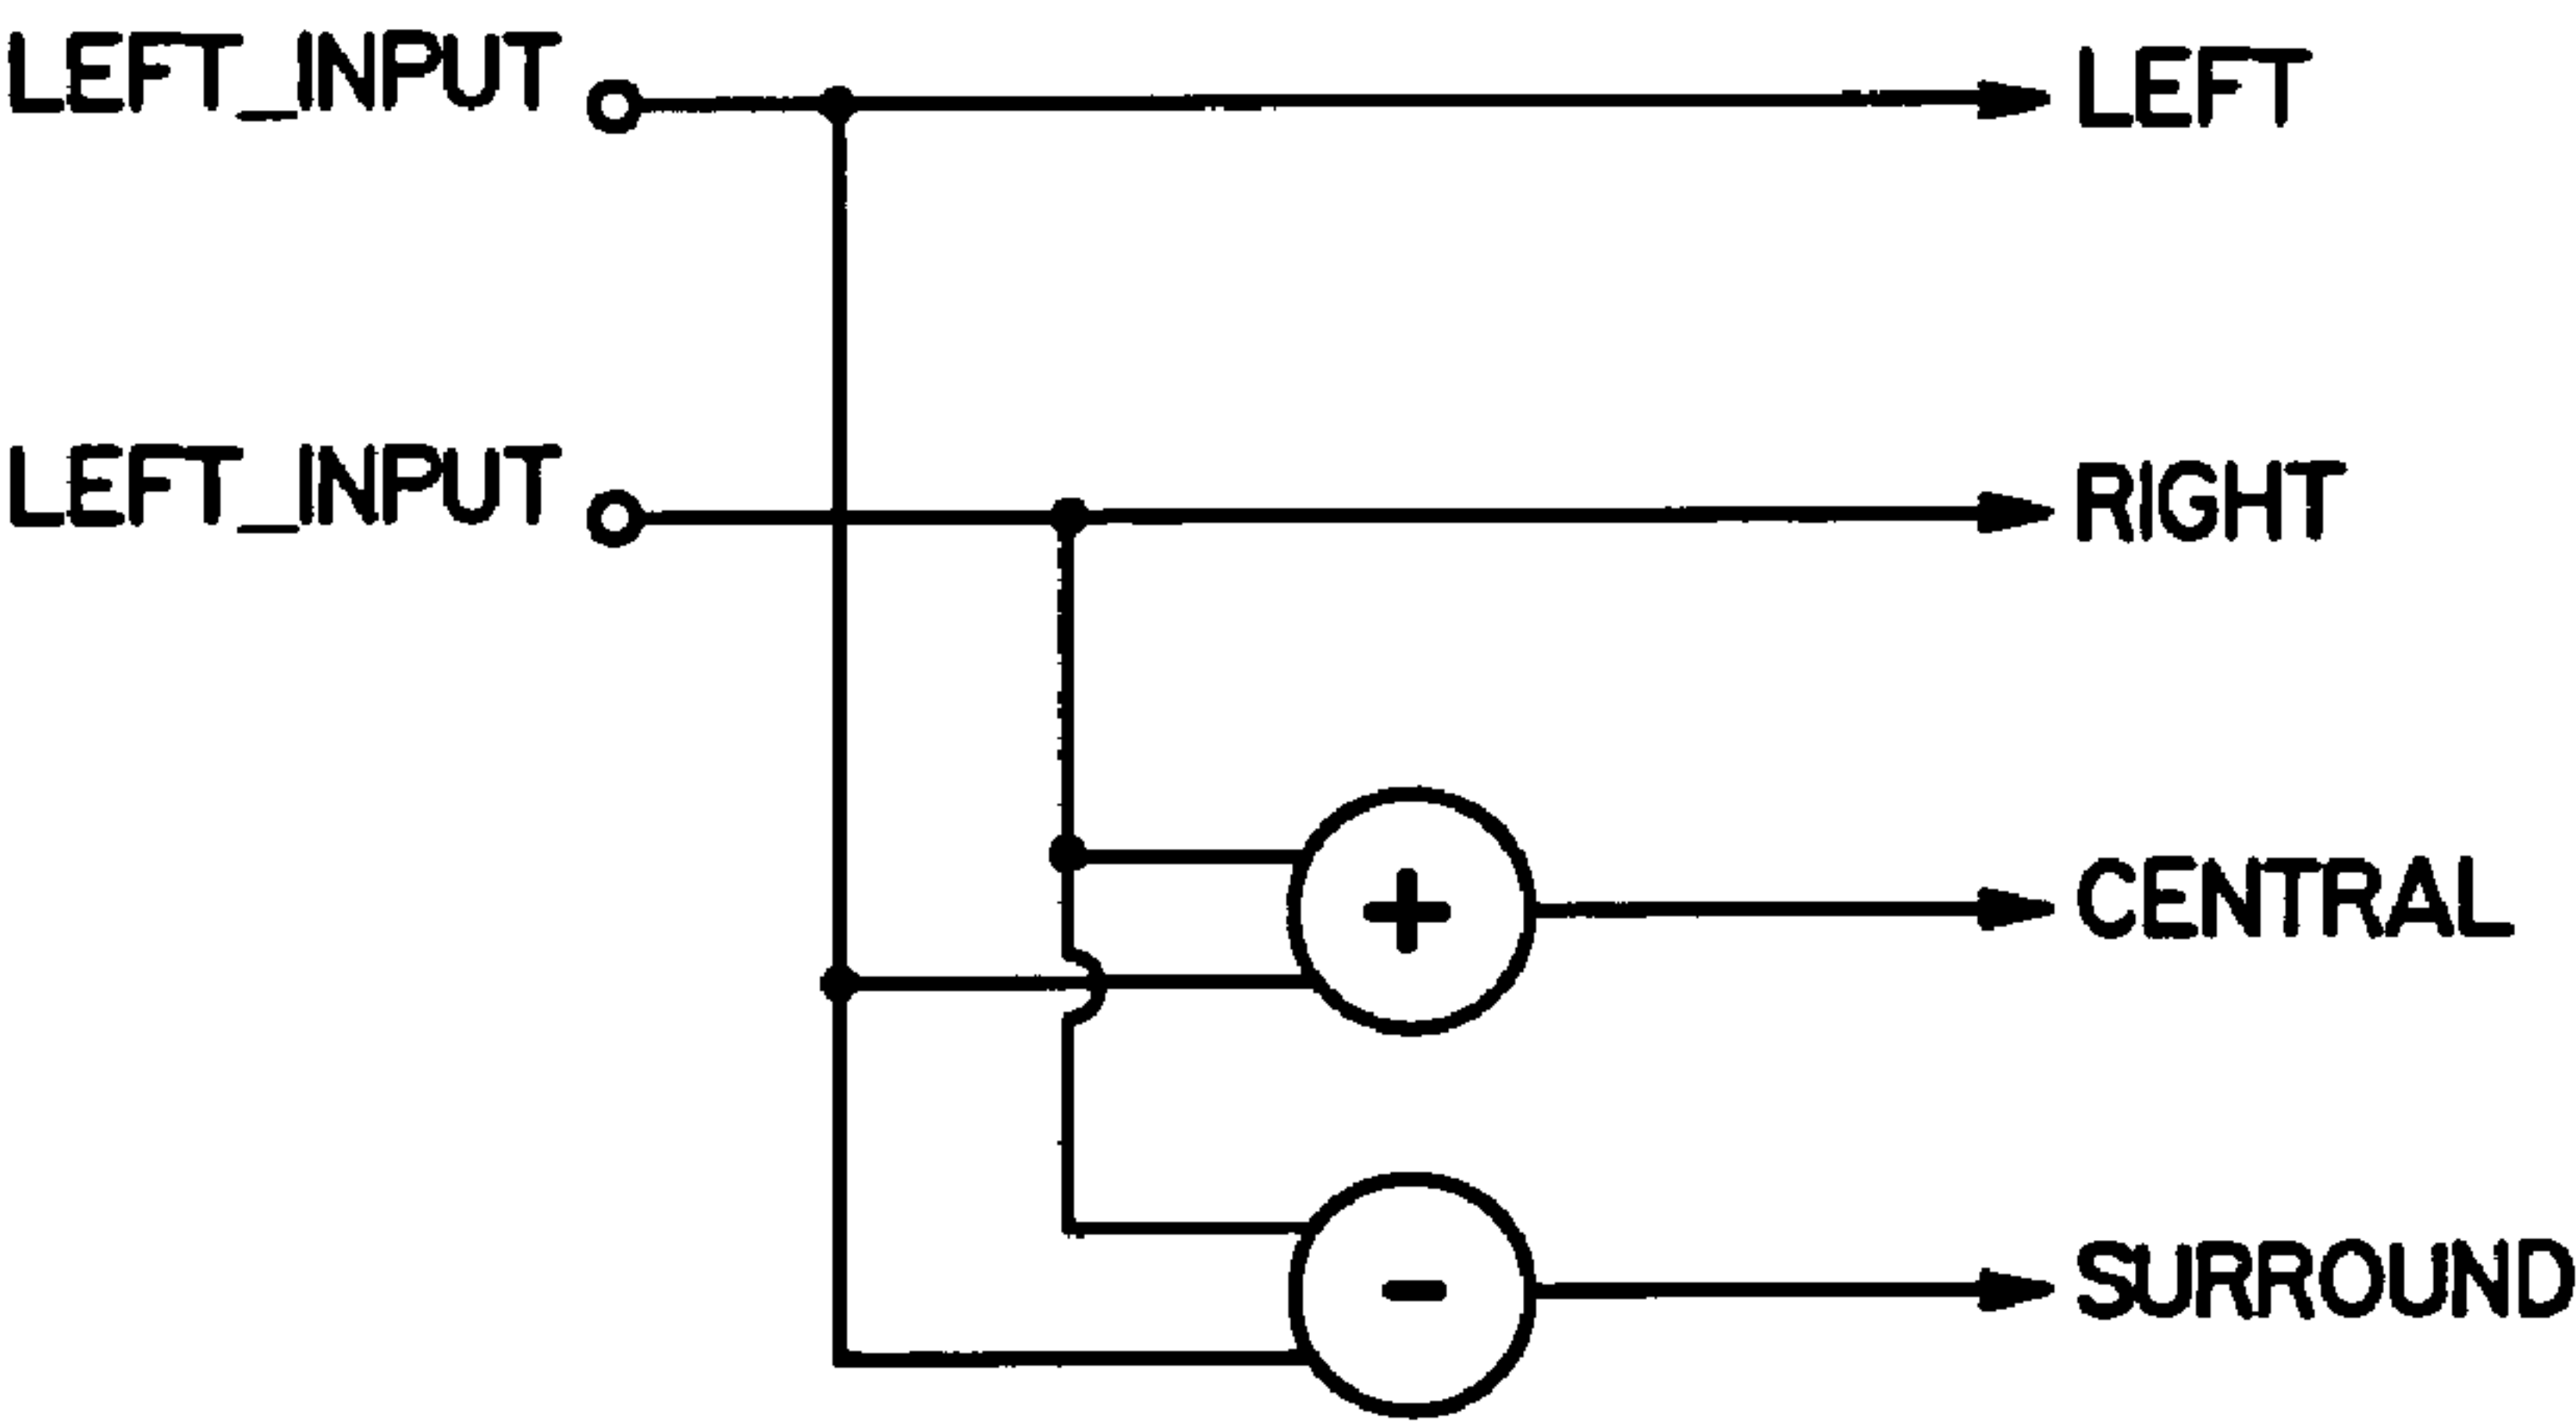 LEFT_INPUT
LEFT
LEFT_INPUT
RIGHT
+
CENTRAL
-
SURROUND